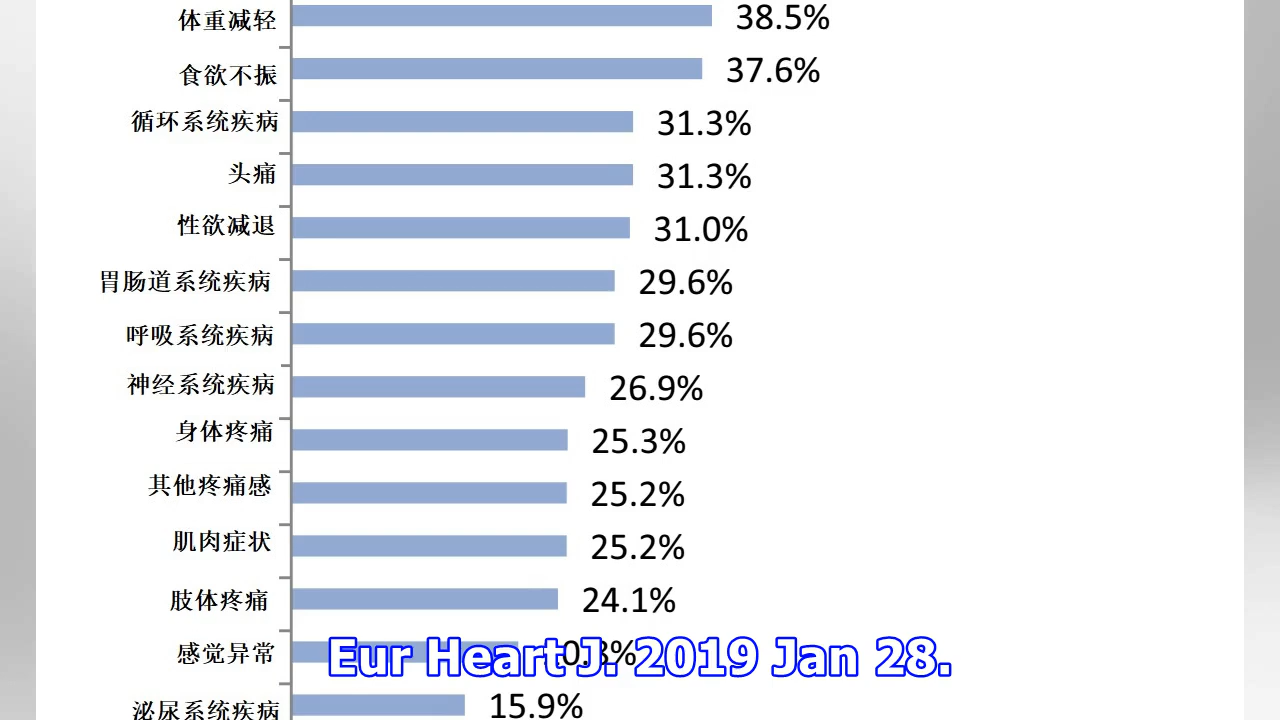 体重减轻 38.5%
食欲不振 37.6%
循环系统疾病 31.3%
头痛 31.3%
性欲减退 31.0%
胃肠道系统疾病 29.6%
呼吸系统疾病 29.6%
神经系统疾病 26.9%
身体疼痛 25.3%
其他疼痛感 25.2%
肌肉症状 25.2%
肢体疼痛 24.1%
感觉异常
Eur Heart J. 2019 Jan 28.
泌尿系统疾病 15.9%